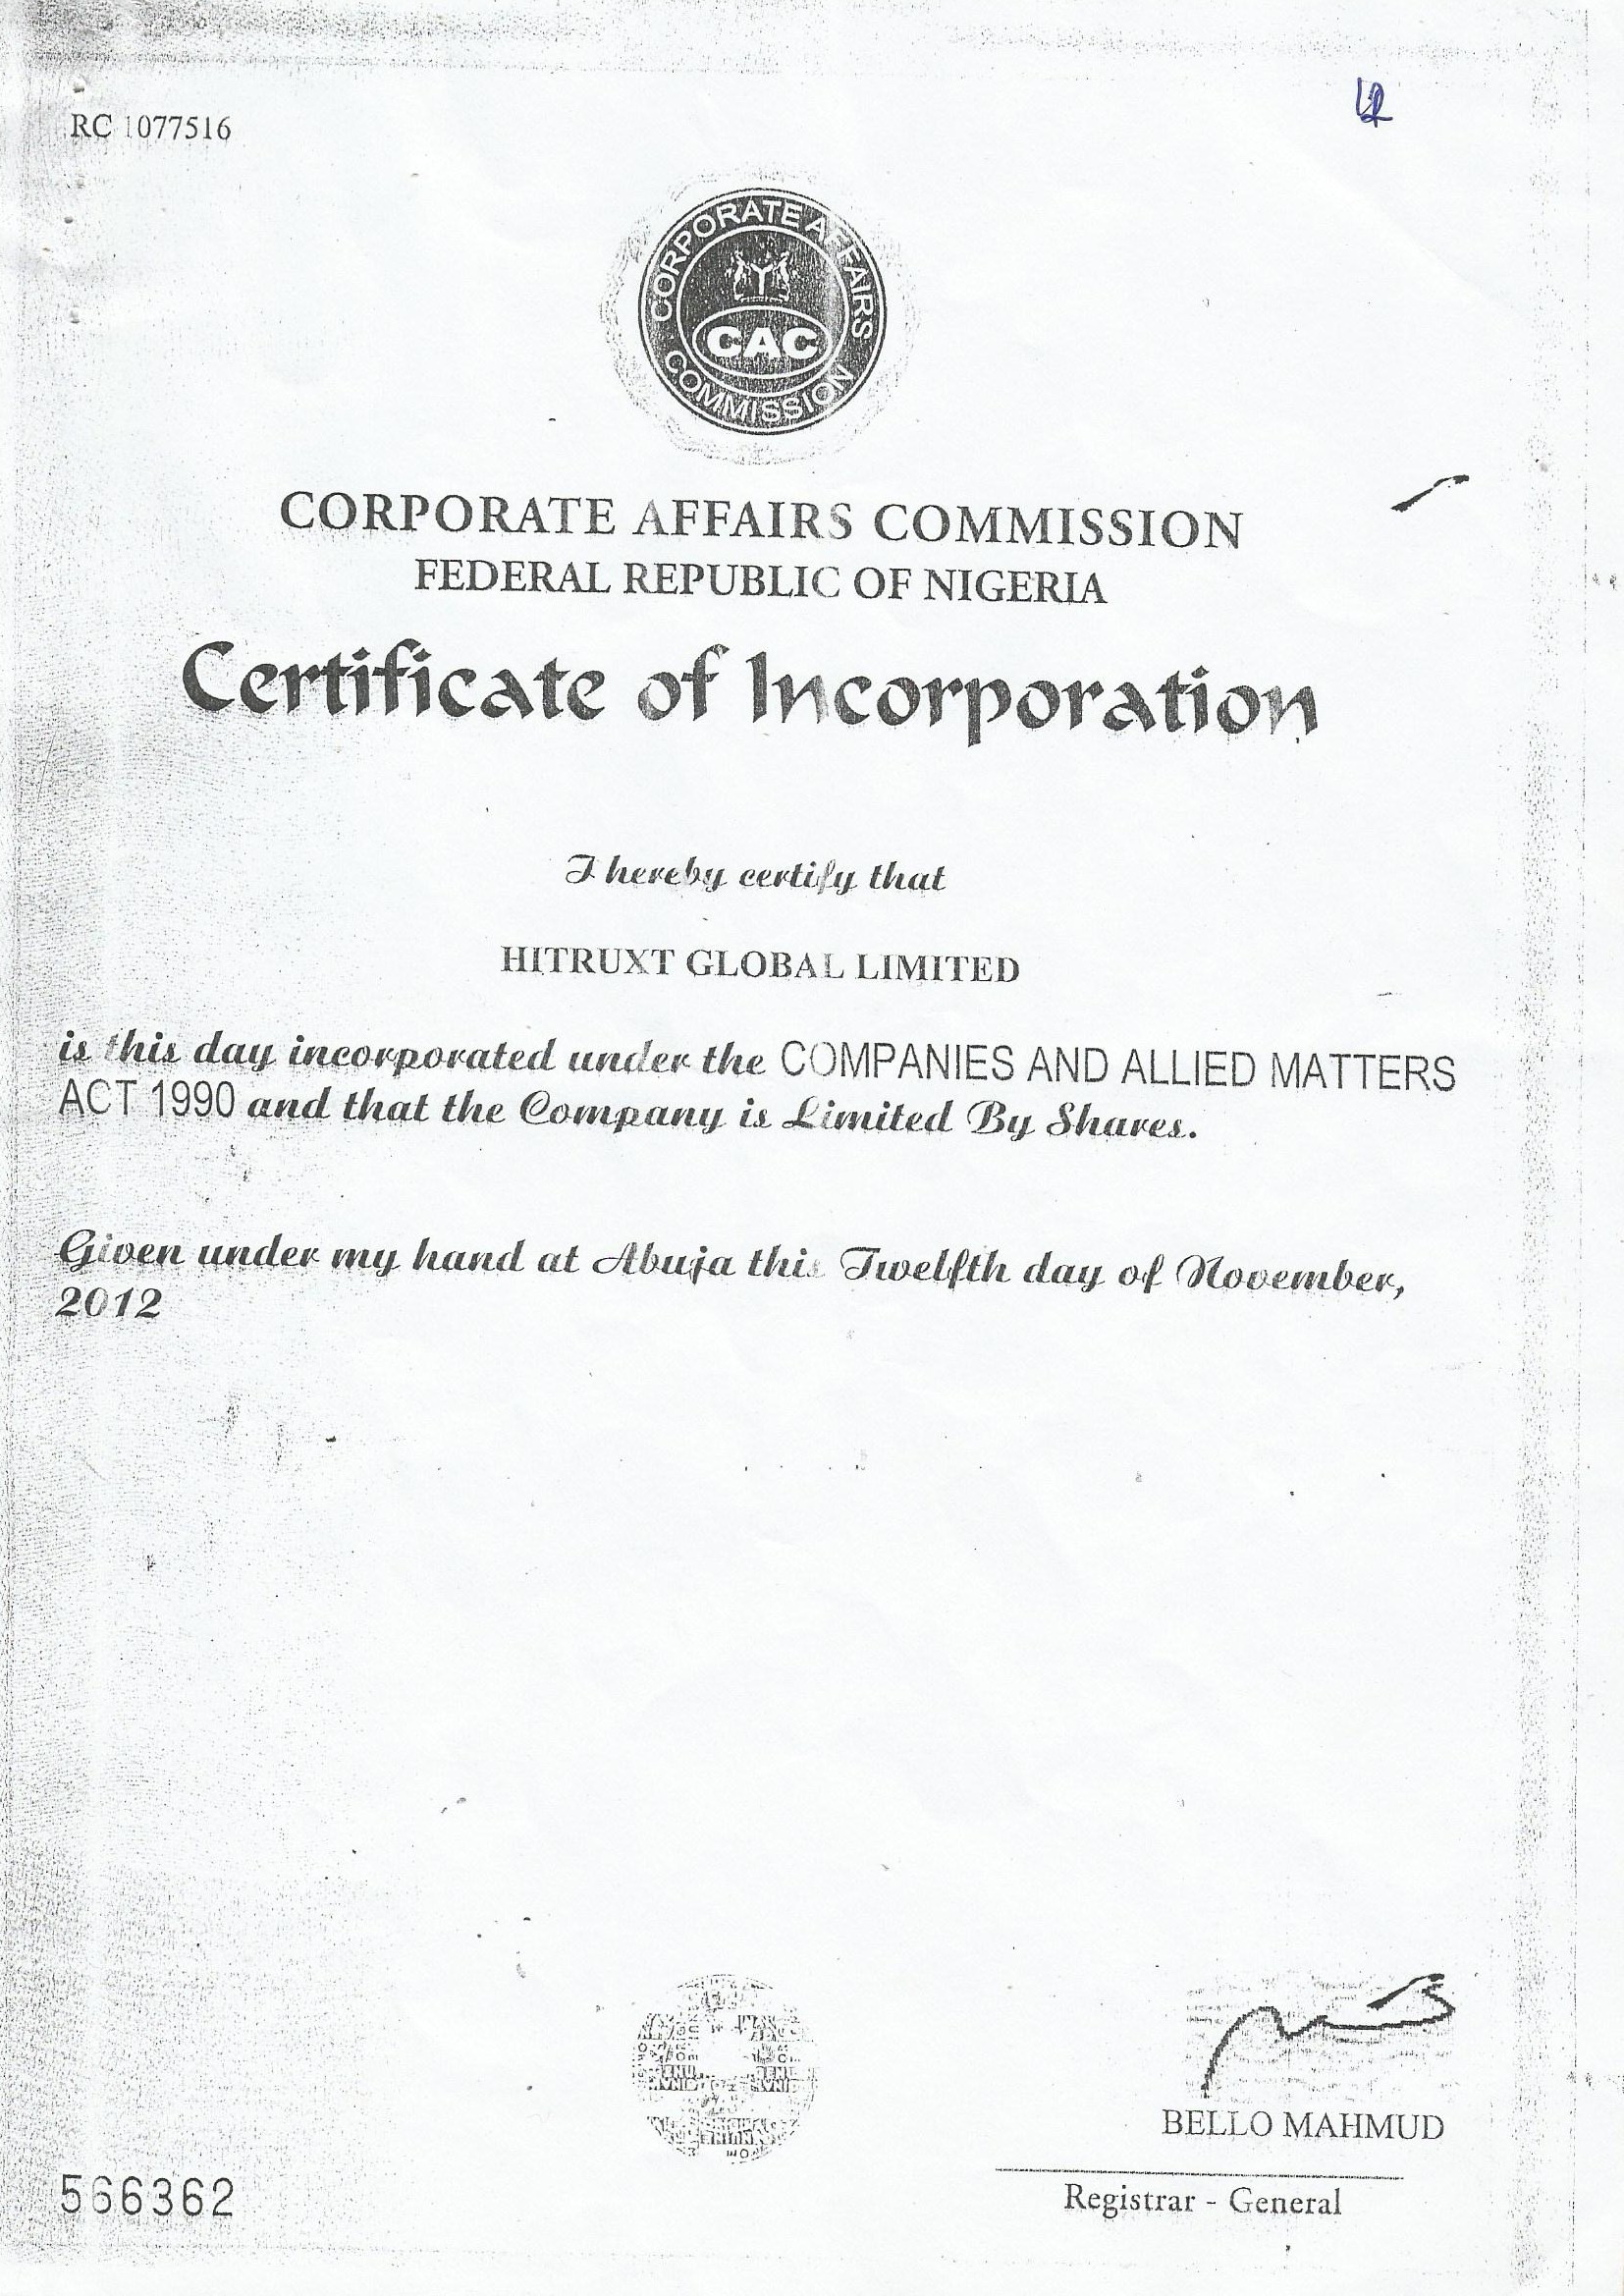 RC 1077516
CORPORATE AFFAIRS COMMISSION
CAC
CORPORATE AFFAIRS COMMISSION
FEDERAL REPUBLIC OF NIGERIA
Certificate of Incorporation
I hereby certify that
HITRUXT GLOBAL LIMITED
is this day incorporated under the COMPANIES AND ALLIED MATTERS
ACT 1990 and that the Company is Limited By Shares.
Given under my hand at Abuja this Twelfth day of November,
2012
BELLO MAHMUD
566362
Registrar - General